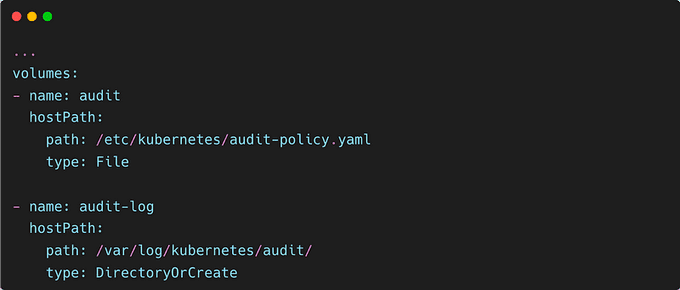 ...
volumes:
- name: audit
  hostPath:
    path: /etc/kubernetes/audit-policy.yaml
    type: File

- name: audit-log
  hostPath:
    path: /var/log/kubernetes/audit/
    type: DirectoryOrCreate